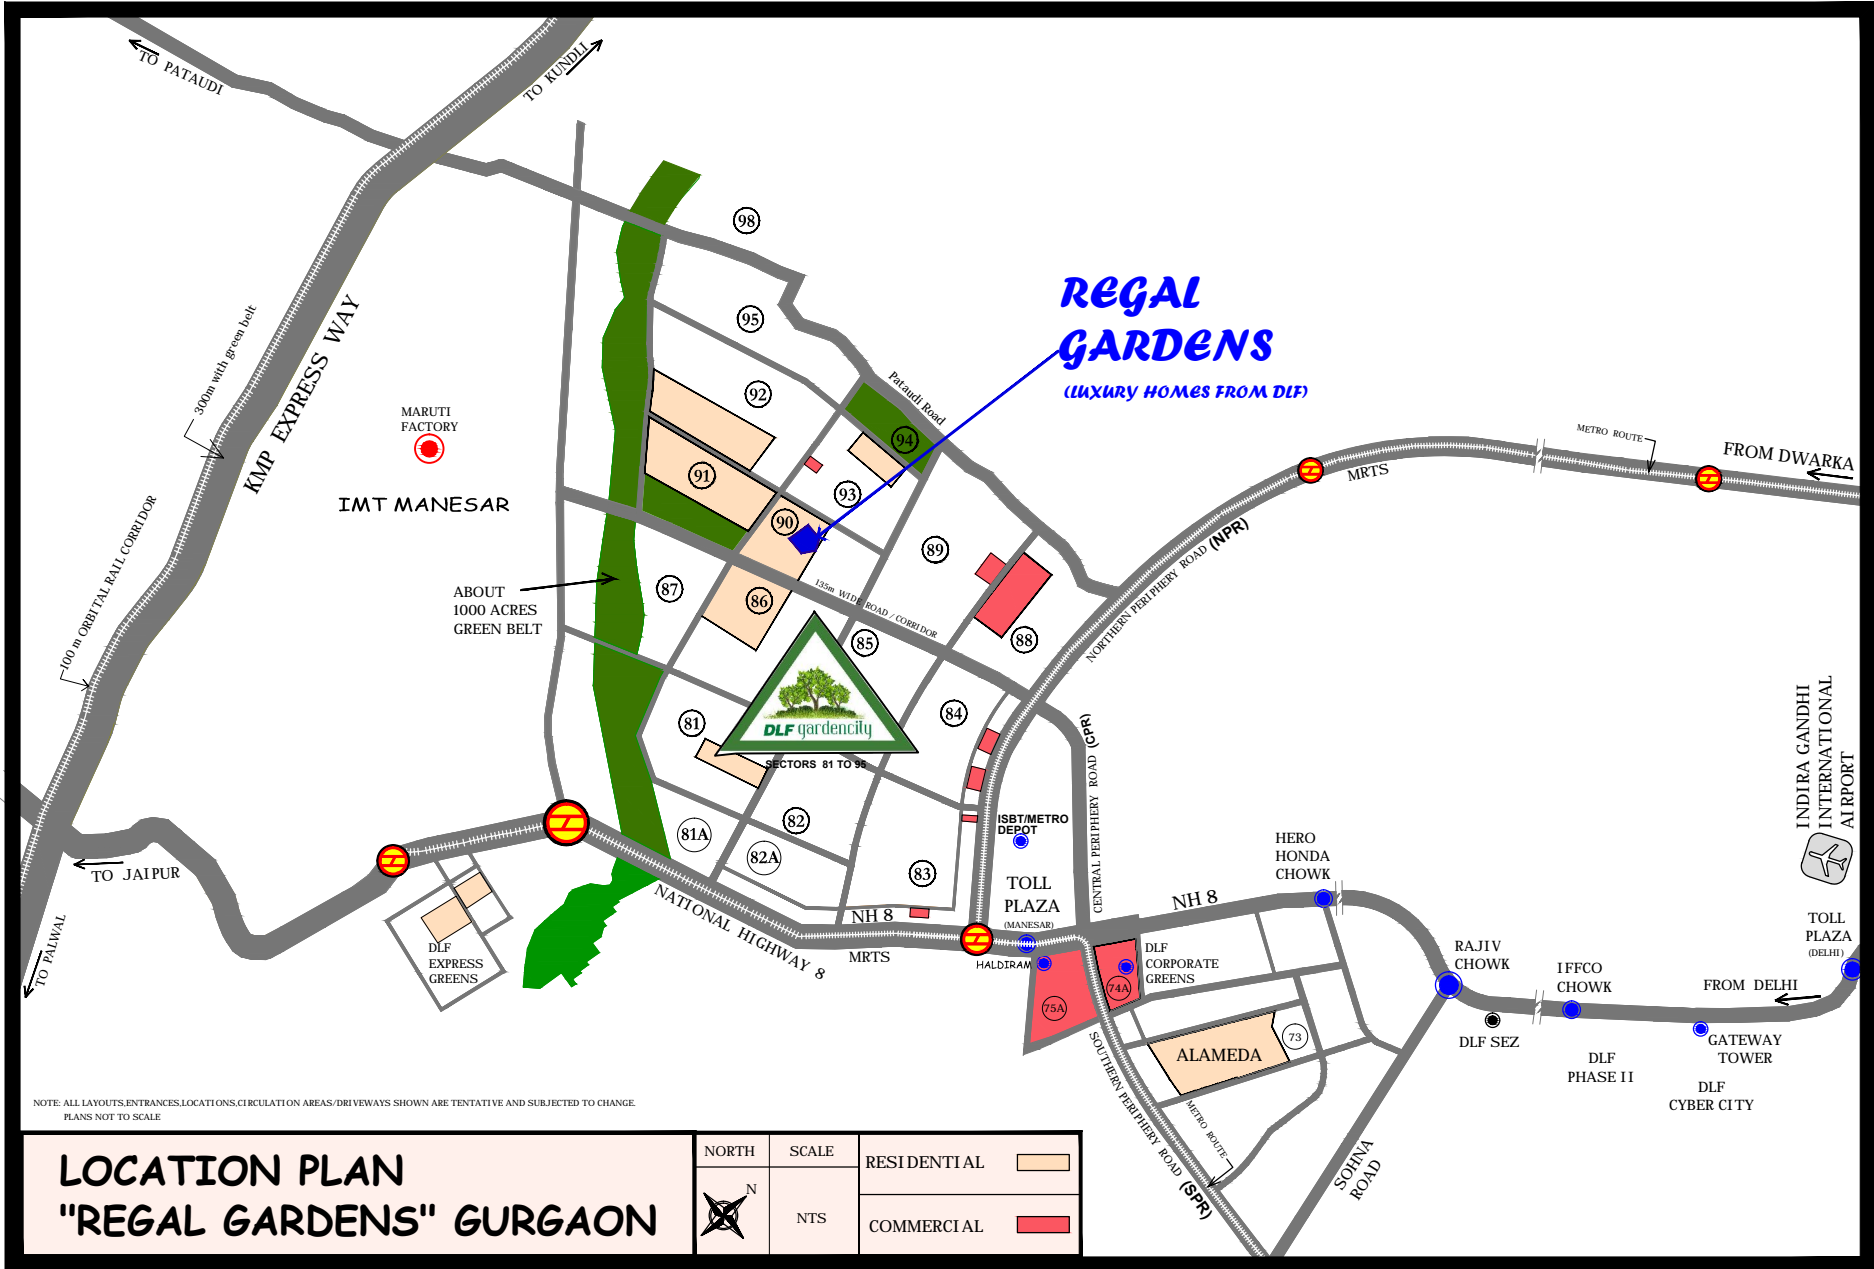 TO PATAUDI
TO KUNDLI
98
300m with green belt
KMP EXPRESS WAY
95
REGAL
GARDENS
(LUXURY HOMES FROM DLF)
92
Pataudi Road
MARUTI
FACTORY
94
METRO ROUTE
FROM DWARKA
MRTS
91
93
IMT MANESAR
100 m ORBITAL RAIL CORRIDOR
90
89
NORTHERN PERIPHERY ROAD (NPR)
ABOUT
1000 ACRES
GREEN BELT
87
86
135m WIDE ROAD / CORRIDOR
85
88
81
84
DLF gardencity
SECTORS 81 TO 95
CENTRAL PERIPHERY ROAD (CPR)
INDIRA GANDHI
INTERNATIONAL
AIRPORT
ISBT/METRO
DEPOT
81A
82
82A
83
HERO
HONDA
CHOWK
TO JAIPUR
TOLL
PLAZA
(MANESAR)
NH 8
NH 8
NATIONAL HIGHWAY 8
MRTS
HALDIRAM
DLF
CORPORATE
GREENS
74A
75A
RAJIV
CHOWK
IFFCO
CHOWK
TOLL
PLAZA
(DELHI)
FROM DELHI
TO PALWAL
DLF
EXPRESS
GREENS
DLF SEZ
GATEWAY
TOWER
DLF
PHASE II
DLF
CYBER CITY
ALAMEDA
73
SOUTHERN PERIPHERY ROAD (SPR)
METRO ROUTE
SOHNA
ROAD
NOTE: ALL LAYOUTS,ENTRANCES,LOCATIONS,CIRCULATION AREAS/DRIVEWAYS SHOWN ARE TENTATIVE AND SUBJECTED TO CHANGE.
PLANS NOT TO SCALE
LOCATION PLAN
"REGAL GARDENS" GURGAON
NORTH
SCALE
N
NTS
RESIDENTIAL
COMMERCIAL